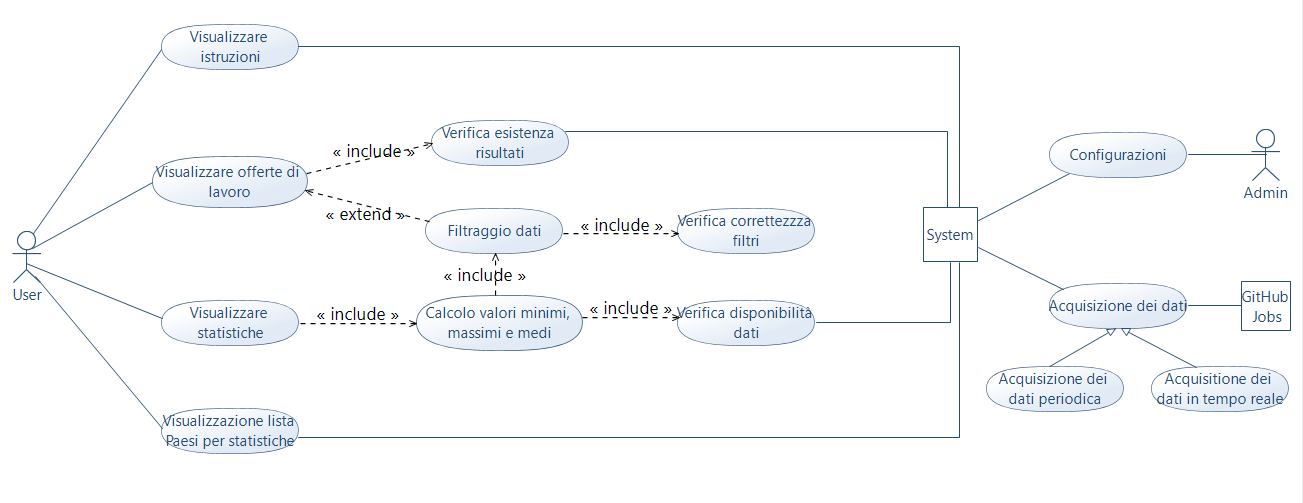 Visualizzare
istruzioni
Verifica esistenza
risultati
« include »
Visualizzare offerte di
lavoro
« extend »
Filtraggio dati
« include »
Verifica correttezzza
filtri
« include »
User
Visualizzare
statistiche
« include »
Calcolo valori minimi,
massimi e medi
« include »
Verifica disponibilità
dati
Visualizzazione lista
Paesi per statistiche
System
Configurazioni
Admin
Acquisizione dei dati
GitHub
Jobs
Acquisizione dei
dati periodica
Acquisitione dei
dati in tempo reale